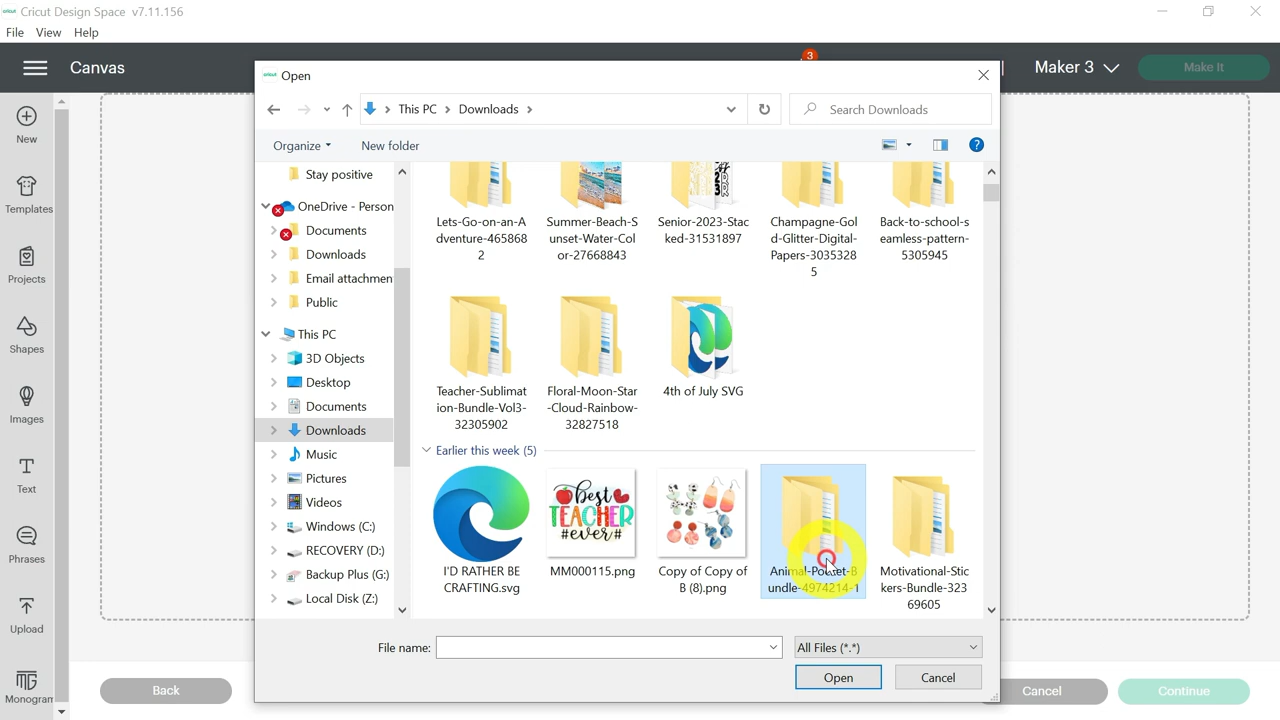 Cricut Design Space v7.11.156
File View Help
Canvas
3
Maker 3
Make It
New
Templates
Projects
Shapes
Images
Text
Phrases
Upload
Monogram
Open
This PC > Downloads >
Search Downloads
Organize
New folder
Stay positive
OneDrive - Person
Documents
Downloads
Email attachmen
Public
This PC
3D Objects
Desktop
Documents
Downloads
Music
Pictures
Videos
Windows (C:)
RECOVERY (D:)
Backup Plus (G:)
Local Disk (Z:)
Lets-Go-on-an-A
dventure-465868
2
Summer-Beach-S
unset-Water-Col
or-27668843
Senior-2023-Stac
ked-31531897
Champagne-Gol
d-Glitter-Digital-
Papers-3035328
5
Back-to-school-s
eamless-pattern-
5305945
Teacher-Sublimat
ion-Bundle-Vol3-
32305902
Floral-Moon-Star
-Cloud-Rainbow-
32827518
4th of July SVG
Earlier this week (5)
best
TEACHER
#ever#
I'D RATHER BE
CRAFTING.svg
MM000115.png
Copy of Copy of
B (8).png
Animal-Pocket-B
undle-4974214-1
Motivational-Stic
kers-Bundle-323
69605
File name:
All Files (*.*)
Open
Cancel
Back
Cancel
Continue